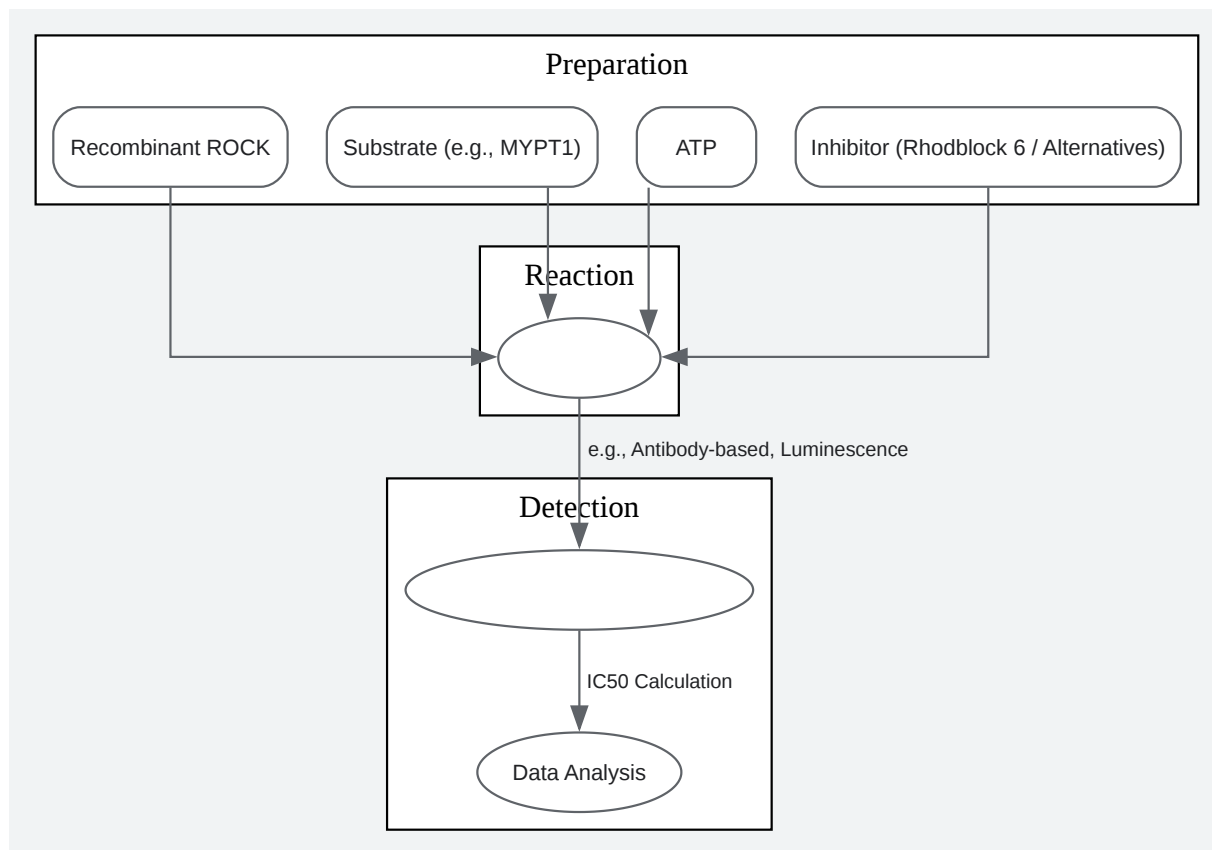 Preparation
Recombinant ROCK
Substrate (e.g., MYPT1)
ATP
Inhibitor (Rhodblock 6 / Alternatives)
Reaction
e.g., Antibody-based, Luminescence
Detection
IC50 Calculation
Data Analysis